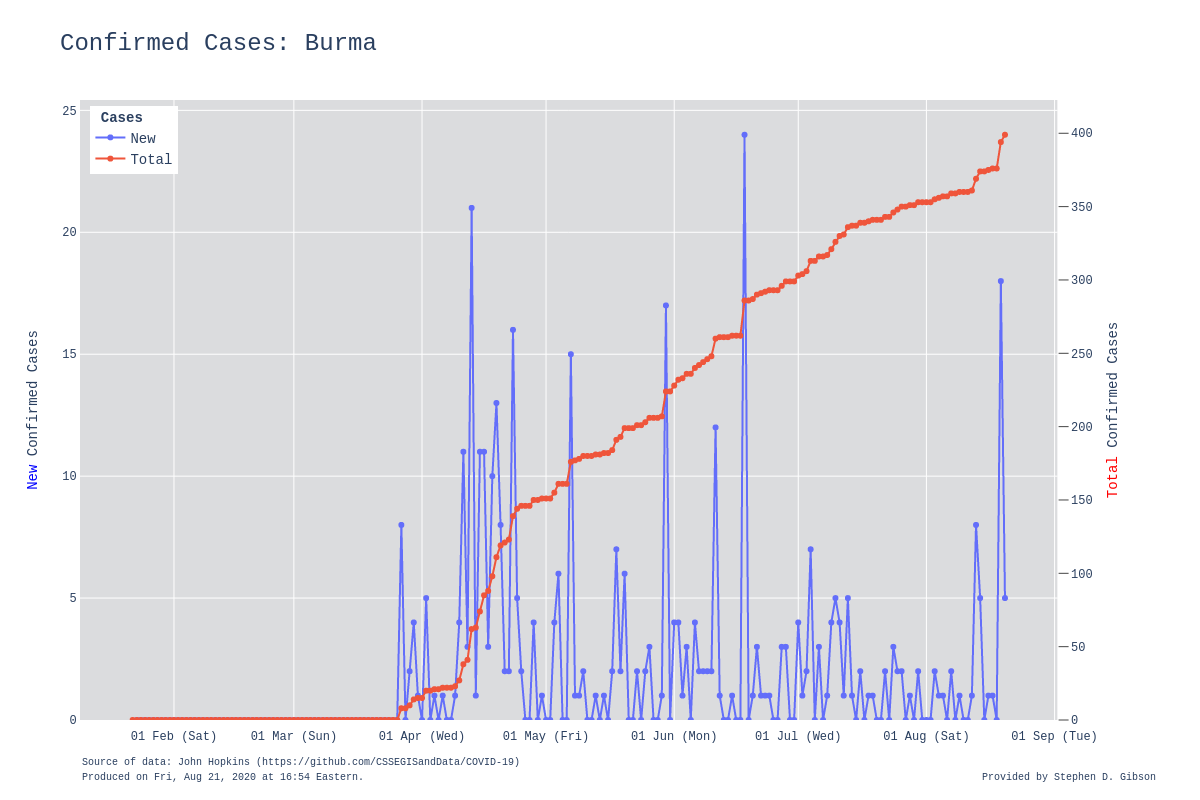 Confirmed Cases: Burma
Cases
New
Total
25
20
15
10
5
0
400
350
300
250
200
150
100
50
0
New Confirmed Cases
Total Confirmed Cases
01 Feb (Sat)
01 Mar (Sun)
01 Apr (Wed)
01 May (Fri)
01 Jun (Mon)
01 Jul (Wed)
01 Aug (Sat)
01 Sep (Tue)
Source of data: John Hopkins (https://github.com/CSSEGISandData/COVID-19)
Produced on Fri, Aug 21, 2020 at 16:54 Eastern.
Provided by Stephen D. Gibson